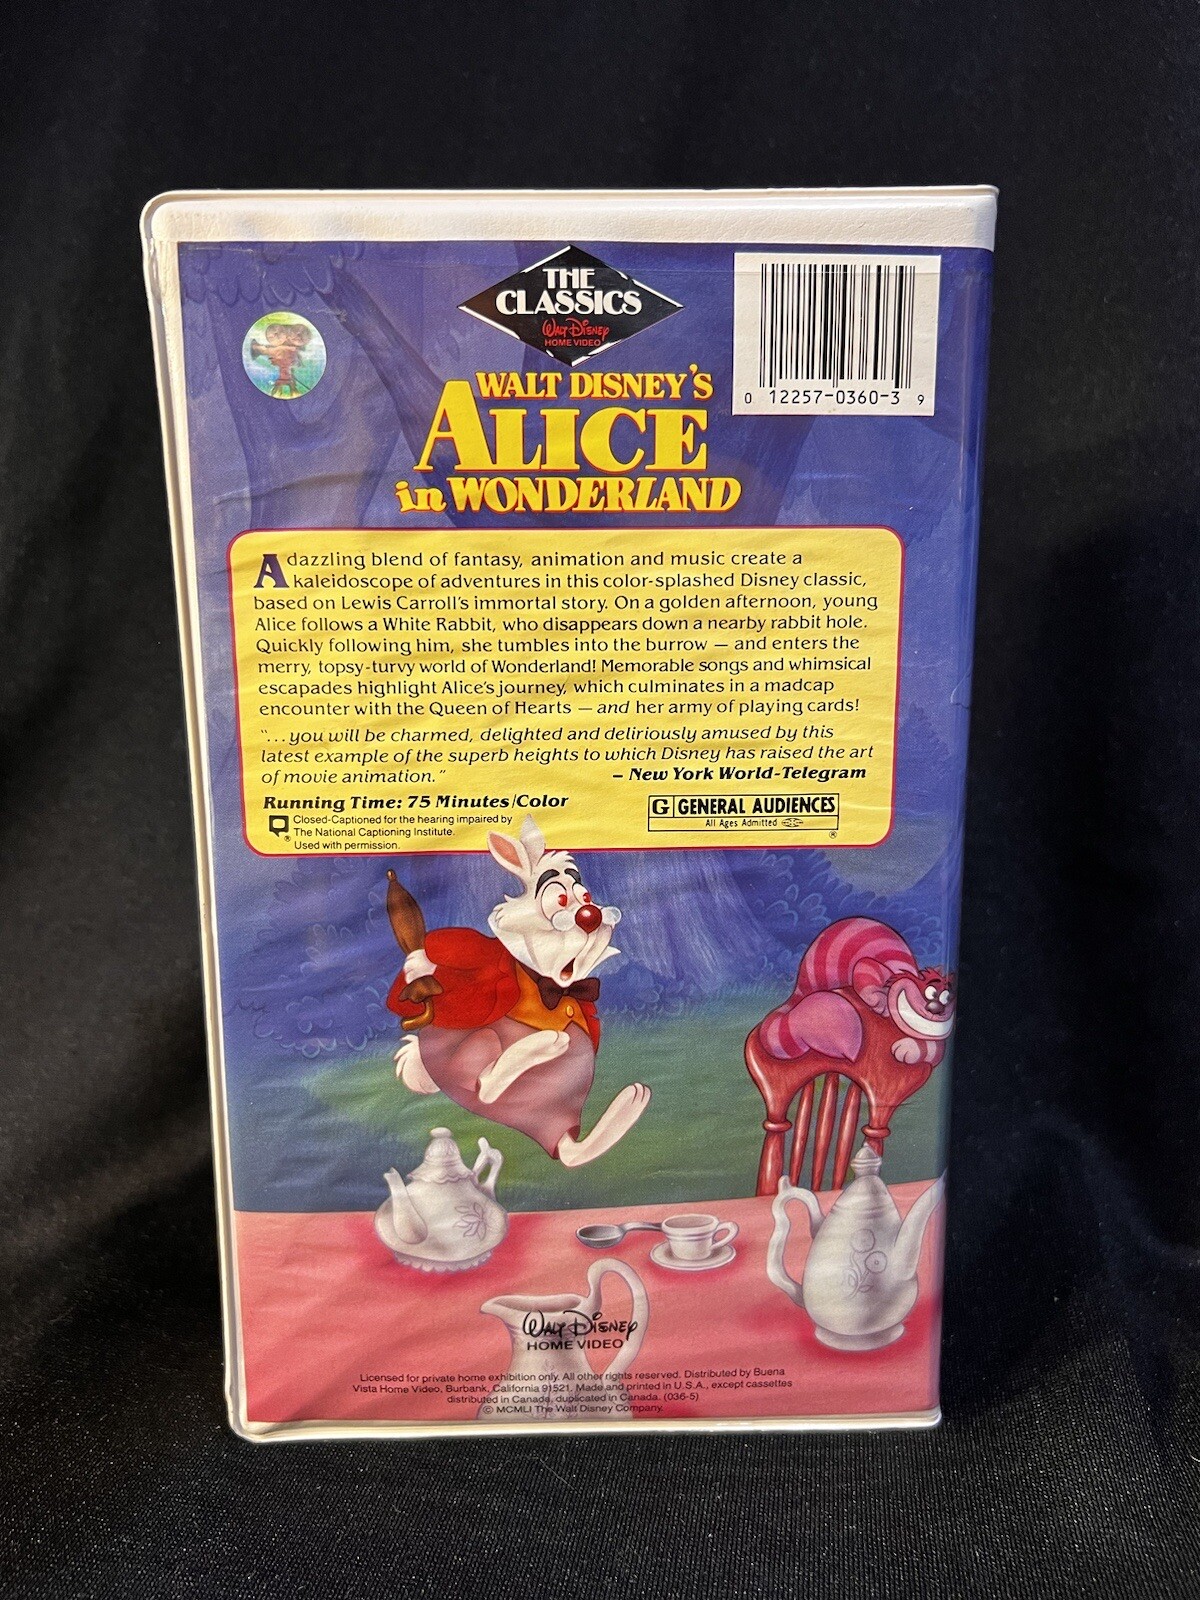 THE
CLASSICS
Walt Disney
HOME VIDEO
0 12257-0360-3 9
WALT DISNEY'S
ALICE
in WONDERLAND
A dazzling blend of fantasy, animation and music create a
kaleidoscope of adventures in this color-splashed Disney classic,
based on Lewis Carroll's immortal story. On a golden afternoon, young
Alice follows a White Rabbit, who disappears down a nearby rabbit hole.
Quickly following him, she tumbles into the burrow — and enters the
merry, topsy-turvy world of Wonderland! Memorable songs and whimsical
escapades highlight Alice's journey, which culminates in a madcap
encounter with the Queen of Hearts — and her army of playing cards!
"...you will be charmed, delighted and deliriously amused by this
latest example of the superb heights to which Disney has raised the art
of movie animation."
– New York World-Telegram
Running Time: 75 Minutes/Color
Closed-Captioned for the hearing impaired by
The National Captioning Institute.
® Used with permission.
G GENERAL AUDIENCES
All Ages Admitted
®
Walt Disney
HOME VIDEO
Licensed for private home exhibition only. All other rights reserved. Distributed by Buena
Vista Home Video, Burbank, California 91521. Made and printed in U.S.A., except cassettes
distributed in Canada, duplicated in Canada. (036-5)
© MCMLI The Walt Disney Company.